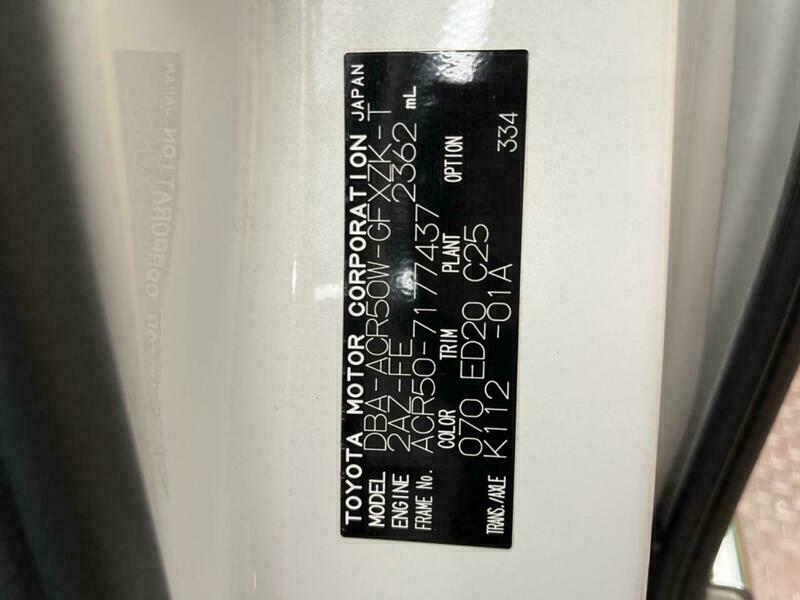 TOYOTA MOTOR CORPORATION JAPAN
MODEL DBA-ACR50W-GFXZK-T
ENGINE 2AZ-FE 2362 mL
FRAME No. ACR50-7177437
COLOR TRIM PLANT OPTION
070 ED20 C25 334
TRANS./AXLE K112 -01A